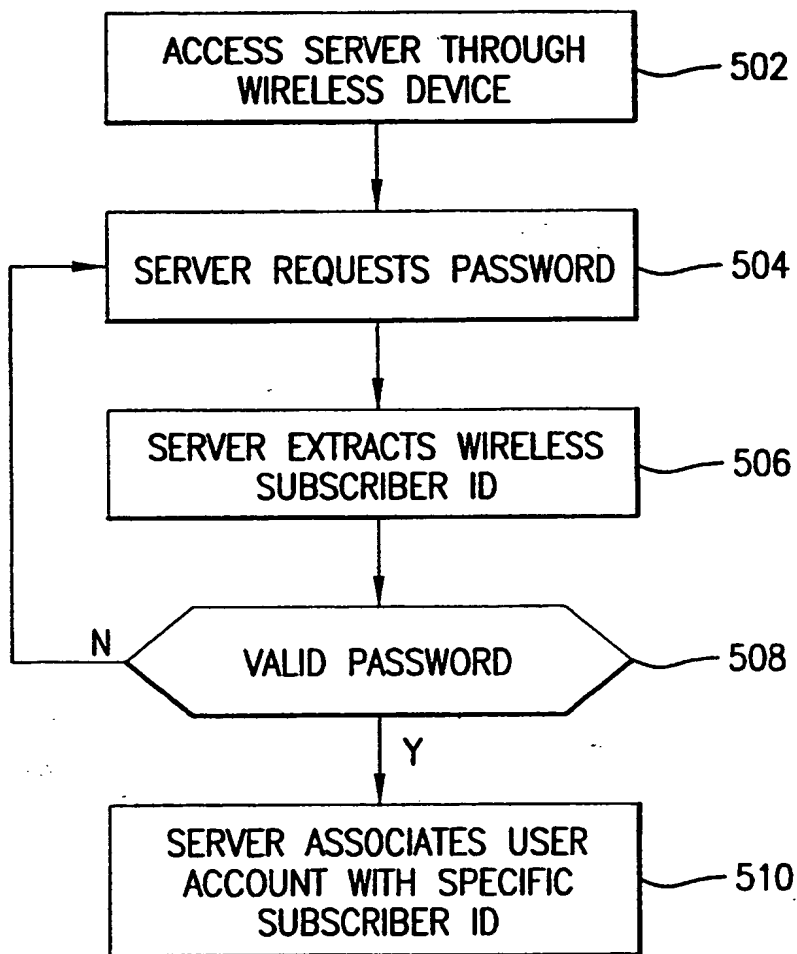 ACCESS SERVER THROUGH
WIRELESS DEVICE
502
SERVER REQUESTS PASSWORD
504
SERVER EXTRACTS WIRELESS
SUBSCRIBER ID
506
N
VALID PASSWORD
508
Y
SERVER ASSOCIATES USER
ACCOUNT WITH SPECIFIC
SUBSCRIBER ID
510